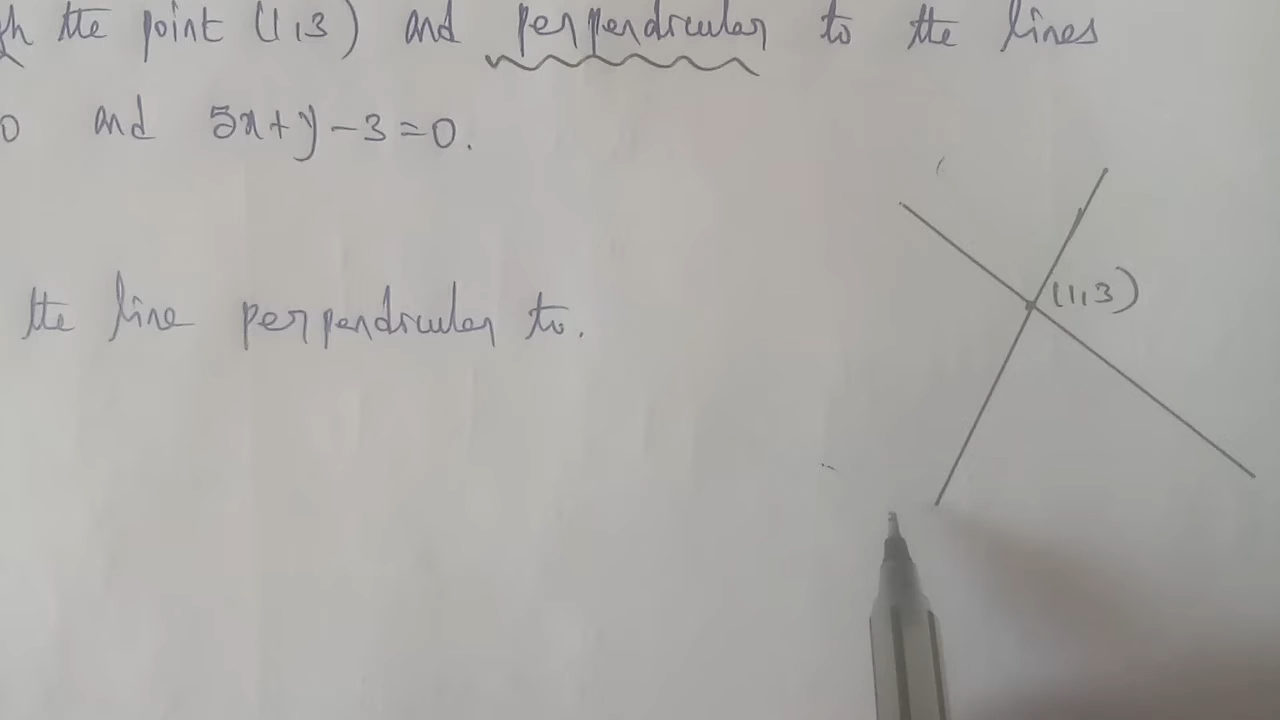 the point (1,3) and perpendicular to the lines
0 and 5x+y-3=0.
(1,3)
the line perpendicular to.